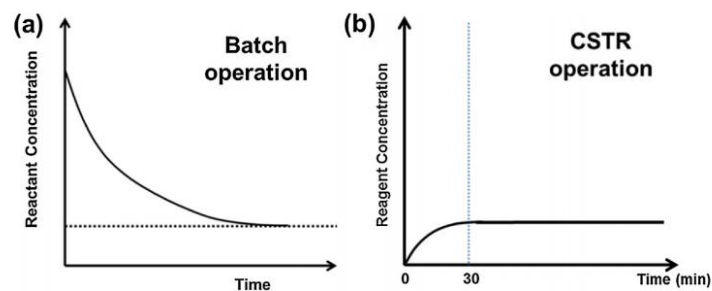 (a)
Batch
operation
Reactant Concentration
Time
(b)
CSTR
operation
Reagent Concentration
0
30
Time (min)